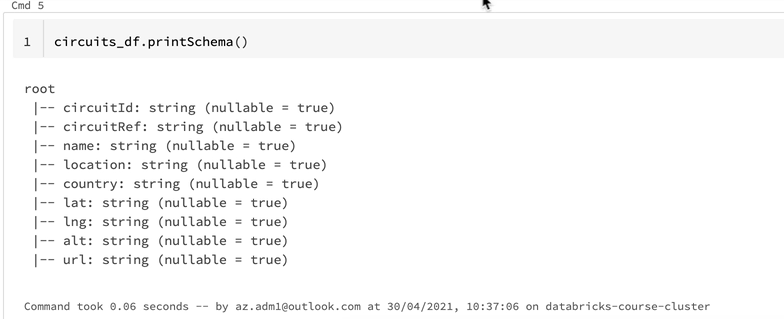 Cmd 5
1 circuits_df.printSchema()
root
|-- circuitId: string (nullable = true)
|-- circuitRef: string (nullable = true)
|-- name: string (nullable = true)
|-- location: string (nullable = true)
|-- country: string (nullable = true)
|-- lat: string (nullable = true)
|-- lng: string (nullable = true)
|-- alt: string (nullable = true)
|-- url: string (nullable = true)
Command took 0.06 seconds -- by az.adm1@outlook.com at 30/04/2021, 10:37:06 on databricks-course-cluster